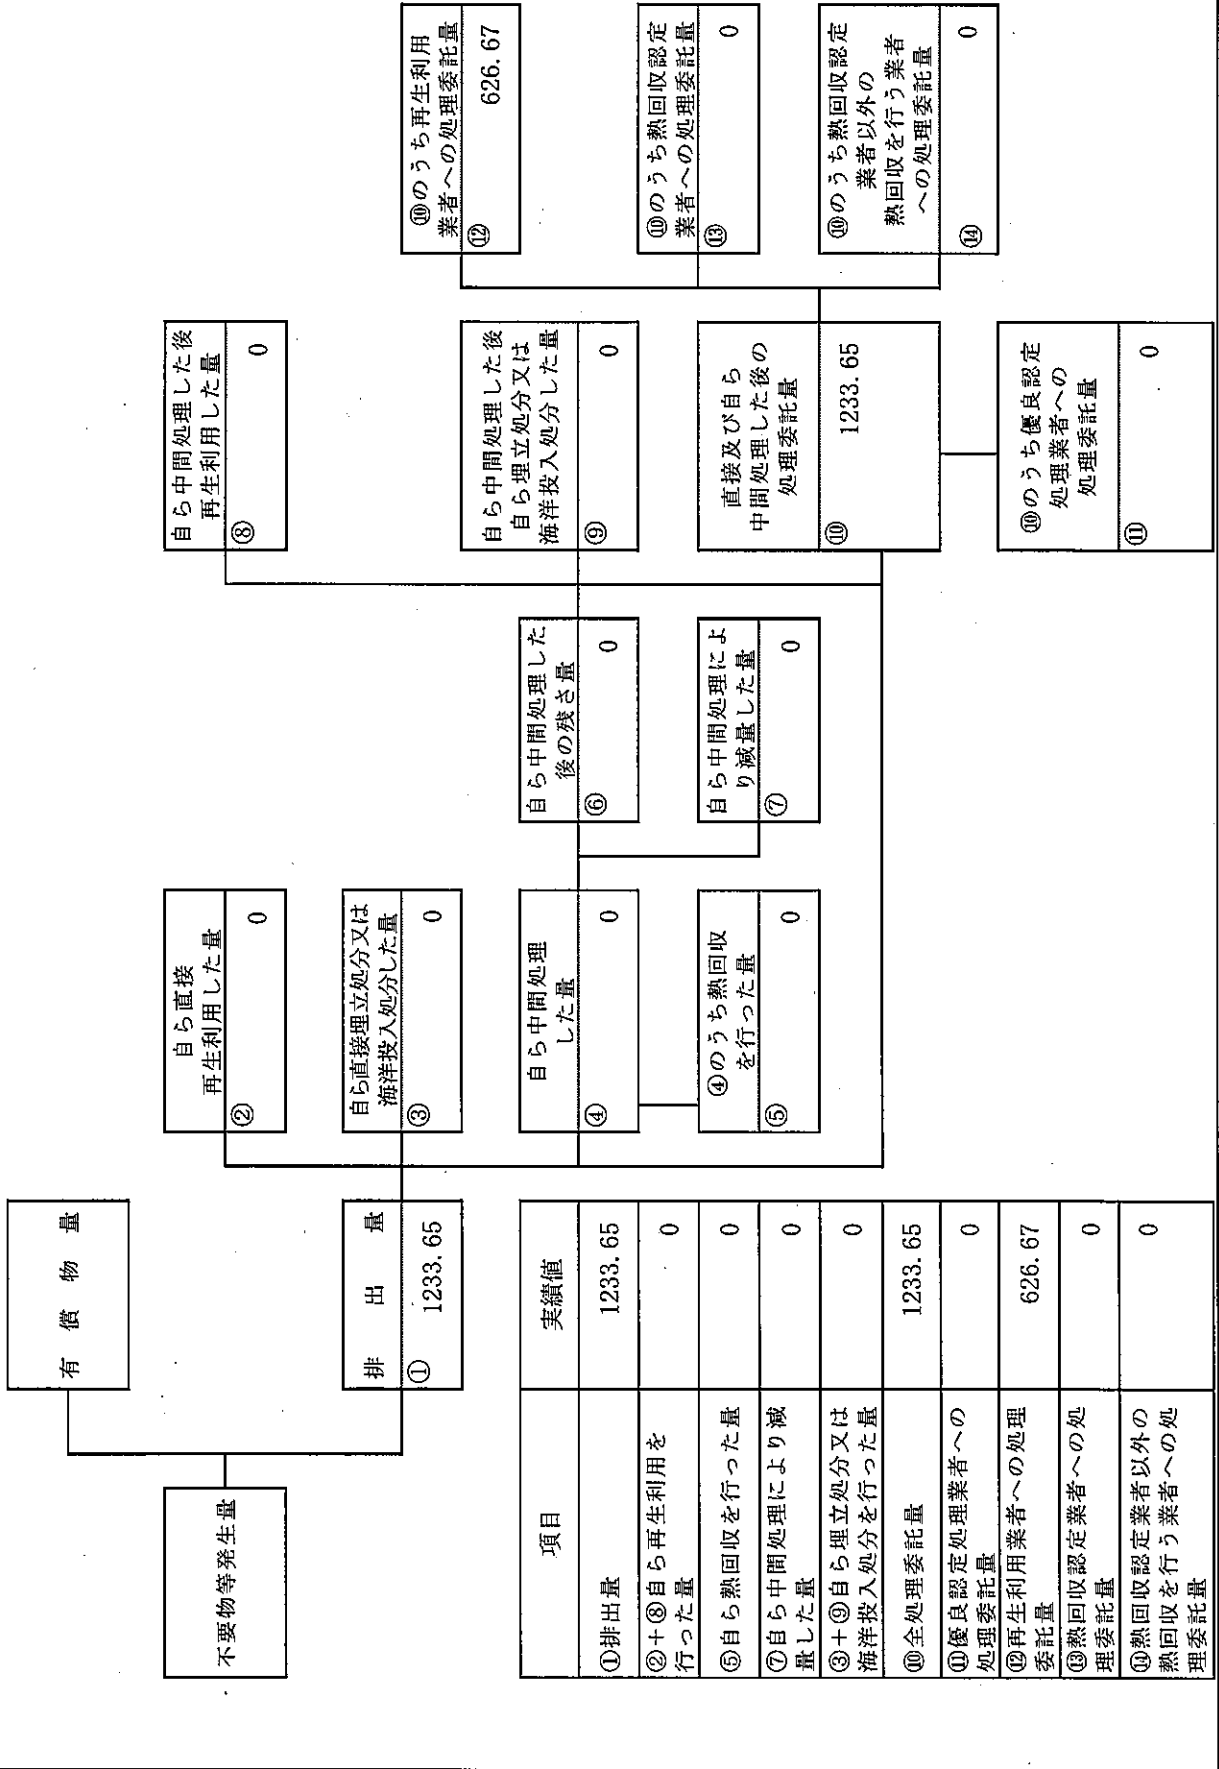 不要物等発生量
有償物量
排出量
① 1233.65
自ら直接
再生利用した量
② 0
自ら直接埋立処分又は
海洋投入処分した量
③ 0
自ら中間処理
した量
④ 0
④のうち熱回収
を行った量
⑤ 0
自ら中間処理した
後の残さ量
⑥ 0
自ら中間処理によ
り減量した量
⑦ 0
自ら中間処理した後
再生利用した量
⑧ 0
自ら中間処理した後
自ら埋立処分又は
海洋投入処分した量
⑨ 0
直接及び自ら
中間処理した後の
処理委託量
⑩ 1233.65
⑩のうち優良認定
処理業者への
処理委託量
⑪ 0
⑩のうち再生利用
業者への処理委託量
⑫ 626.67
⑩のうち熱回収認定
業者への処理委託量
⑬ 0
⑩のうち熱回収認定
業者以外の
熱回収を行う業者
への処理委託量
⑭ 0
項目 実績値
①排出量 1233.65
②+⑧自ら再生利用を
行った量 0
⑤自ら熱回収を行った量 0
⑦自ら中間処理により減
量した量 0
③+⑨自ら埋立処分又は
海洋投入処分を行った量 0
⑩全処理委託量 1233.65
⑪優良認定処理業者への
処理委託量 0
⑫再生利用業者への処理
委託量 626.67
⑬熱回収認定業者への処
理委託量 0
⑭熱回収認定業者以外の
熱回収を行う業者への処
理委託量 0